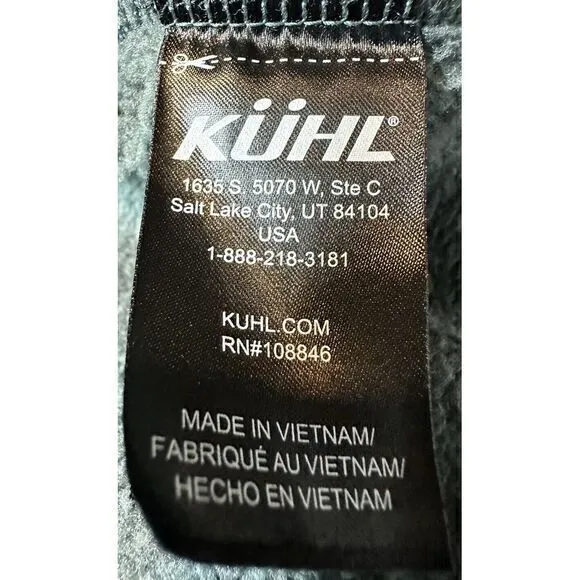 KÜHL®
1635 S. 5070 W, Ste C
Salt Lake City, UT 84104
USA
1-888-218-3181
KUHL.COM
RN#108846
MADE IN VIETNAM/
FABRIQUÉ AU VIETNAM/
HECHO EN VIETNAM